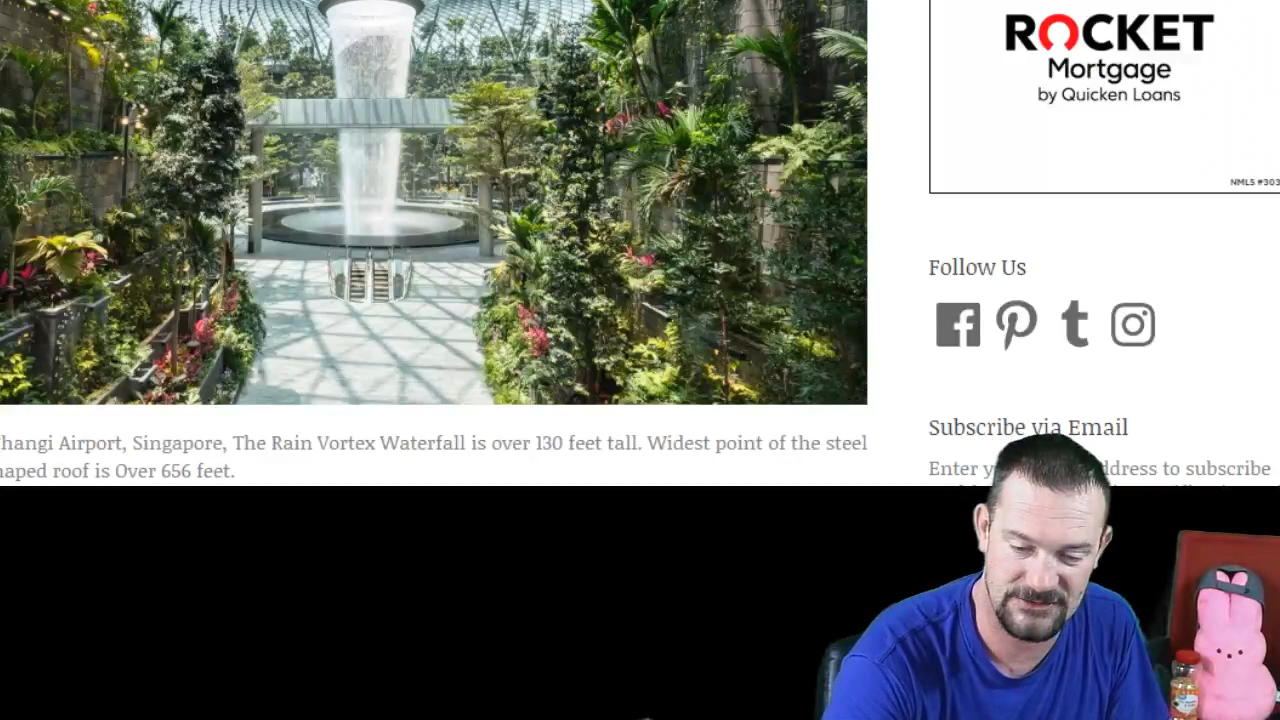 ROCKET
Mortgage
by Quicken Loans
NMLS #303
Follow Us
hangi Airport, Singapore, The Rain Vortex Waterfall is over 130 feet tall. Widest point of the steel
haped roof is Over 656 feet.
Subscribe via Email
Enter y ddress to subscribe